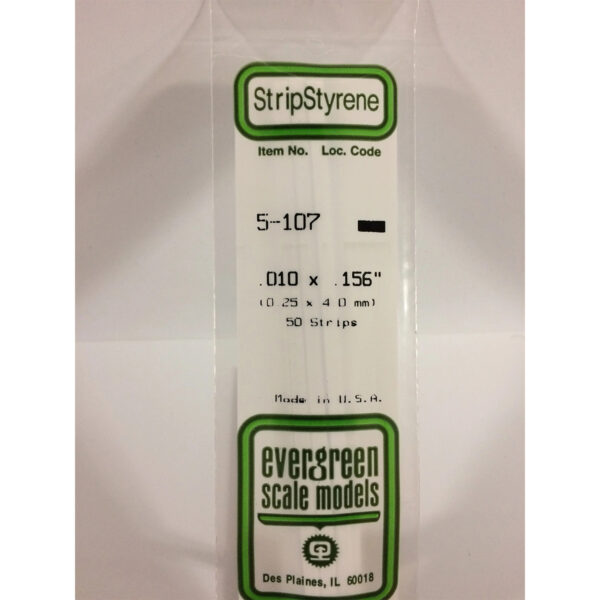 StripStyrene
Item No. Loc. Code
5-107
.010 x .156"
(0.25 x 4.0 mm)
50 Strips
Made in U.S.A.
evergreen
scale models
Des Plaines, IL 60018